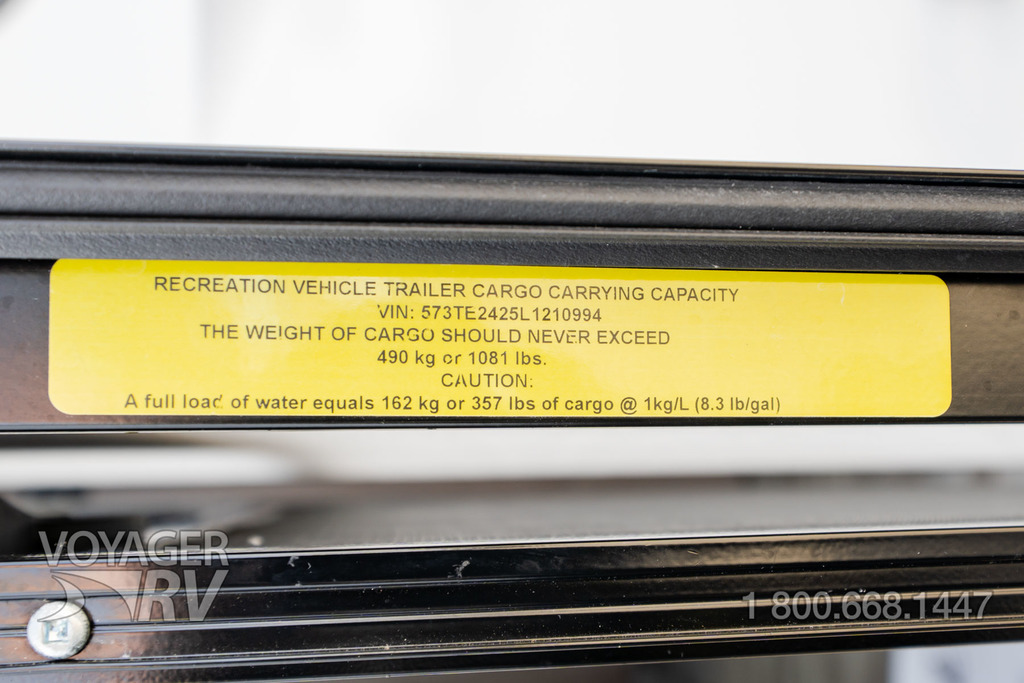 RECREATION VEHICLE TRAILER CARGO CARRYING CAPACITY
VIN: 573TE2425L1210994
THE WEIGHT OF CARGO SHOULD NEVER EXCEED
490 kg or 1081 lbs.
CAUTION:
A full load of water equals 162 kg or 357 lbs of cargo @ 1kg/L (8.3 lb/gal)
VOYAGER
RV
1 800.668.1447